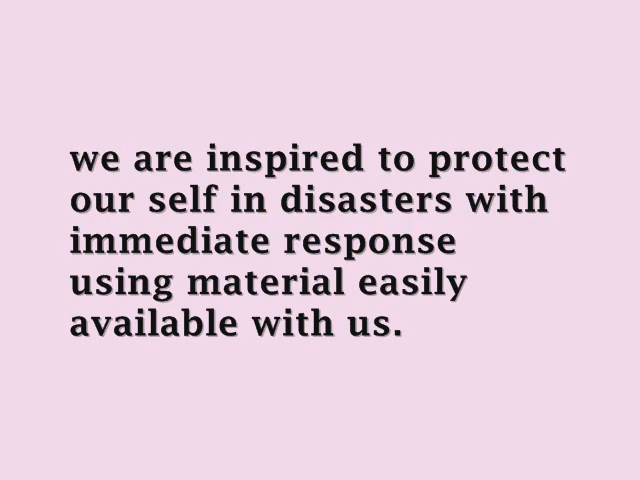 we are inspired to protect
our self in disasters with
immediate response
using material easily
available with us.